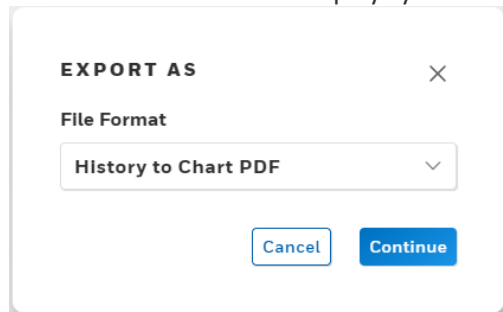 EXPORT AS
File Format
History to Chart PDF
Cancel
Continue